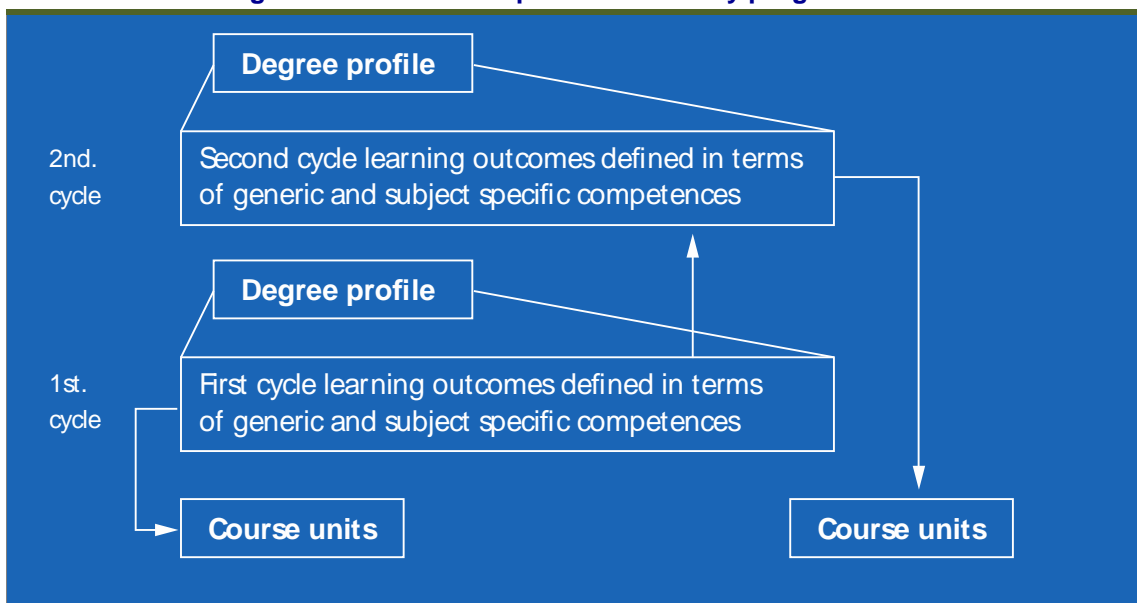 Degree profile
2nd.
cycle
Second cycle learning outcomes defined in terms
of generic and subject specific competences
Degree profile
1st.
cycle
First cycle learning outcomes defined in terms
of generic and subject specific competences
Course units
Course units